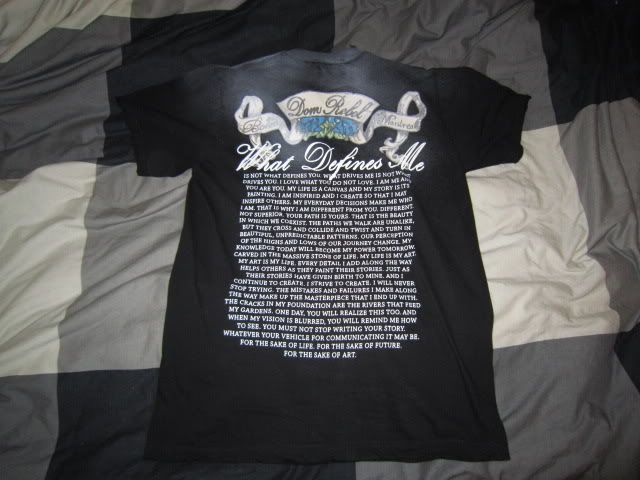 Dom Rebel
Montreal
What Defines Me
IS NOT WHAT DEFINES YOU. WHAT DRIVES ME IS NOT WHAT
DRIVES YOU. I LOVE WHAT YOU DO NOT LOVE. I AM ME AND
YOU ARE YOU. MY LIFE IS A CANVAS AND MY STORY IS ITS
PAINTING. I AM INSPIRED AND I CREATE SO THAT I MAY
INSPIRE OTHERS. MY EVERYDAY DECISIONS MAKE ME WHO
I AM. THAT IS WHY I AM DIFFERENT FROM YOU. DIFFERENT,
NOT SUPERIOR. YOUR PATH IS YOURS. THAT IS THE BEAUTY
IN WHICH WE COEXIST. THE PATHS WE WALK ARE UNALIKE,
BUT THEY CROSS AND COLLIDE AND TWIST AND TURN IN
BEAUTIFUL, UNPREDICTABLE PATTERNS. OUR PERCEPTION
OF THE HIGHS AND LOWS OF OUR JOURNEY CHANGE. MY
KNOWLEDGE TODAY WILL BECOME MY POWER TOMORROW,
CARVED IN THE MASSIVE STONE OF LIFE. MY LIFE IS MY ART.
MY ART IS MY LIFE. EVERY DETAIL I ADD ALONG THE WAY
HELPS OTHERS AS THEY PAINT THEIR STORIES. JUST AS
THEIR STORIES HAVE GIVEN BIRTH TO MINE. AND I
CONTINUE TO CREATE, I STRIVE TO CREATE. I WILL NEVER
STOP TRYING. THE MISTAKES AND FAILURES I MAKE ALONG
THE WAY MAKE UP THE MASTERPIECE THAT I END UP WITH.
THE CRACKS IN MY FOUNDATION ARE THE RIVERS THAT FEED
MY GARDENS. ONE DAY, YOU WILL REALIZE THIS TOO. AND
WHEN MY VISION IS BLURRED, YOU WILL REMIND ME HOW
TO SEE. YOU MUST NOT STOP WRITING YOUR STORY.
WHATEVER YOUR VEHICLE FOR COMMUNICATING IT MAY BE.
FOR THE SAKE OF LIFE. FOR THE SAKE OF FUTURE.
FOR THE SAKE OF ART.